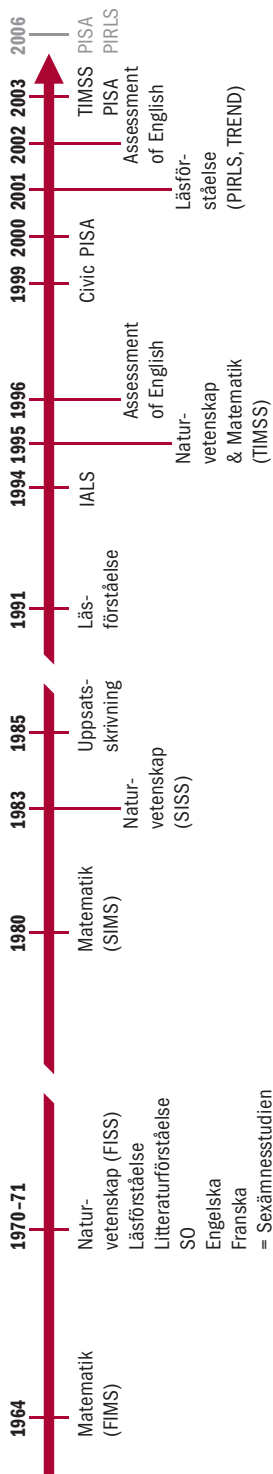 1964
Matematik
(FIMS)
1970–71
Natur-
vetenskap (FISS)
Läsförståelse
Litteraturförståelse
SO
Engelska
Franska
= Sexämnesstudien
1980
Matematik
(SIMS)
1983
Natur-
vetenskap
(SISS)
1985
Uppsats-
skrivning
1991
Läs-
förståelse
1994
IALS
1995
Natur-
vetenskap
& Matematik
(TIMSS)
1996
Assessment
of English
1999
Civic
2000
PISA
2001
Läsför-
ståelse
(PIRLS, TREND)
2002
Assessment
of English
2003
TIMSS
PISA
2006
PISA
PIRLS